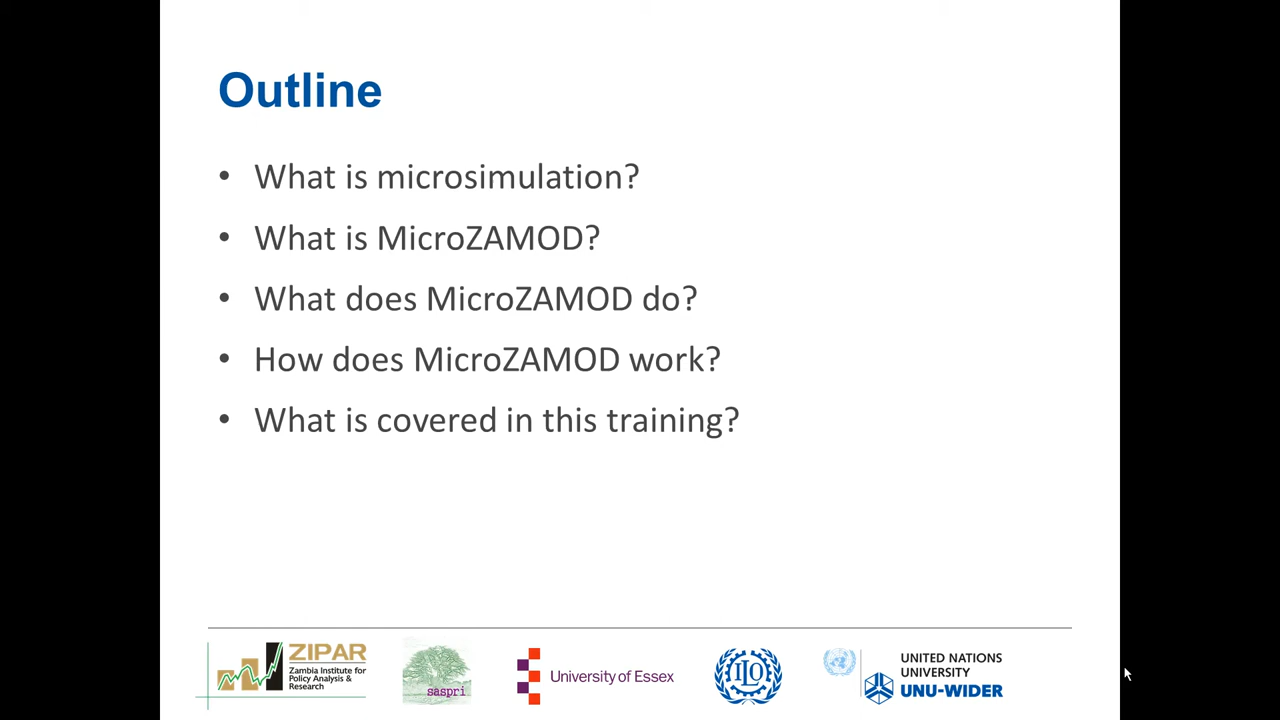 Outline
• What is microsimulation?
• What is MicroZAMOD?
• What does MicroZAMOD do?
• How does MicroZAMOD work?
• What is covered in this training?
ZIPAR
Zambia Institute for
Policy Analysis &
Research
saspri
University of Essex
ILO
UNITED NATIONS
UNIVERSITY
UNU-WIDER